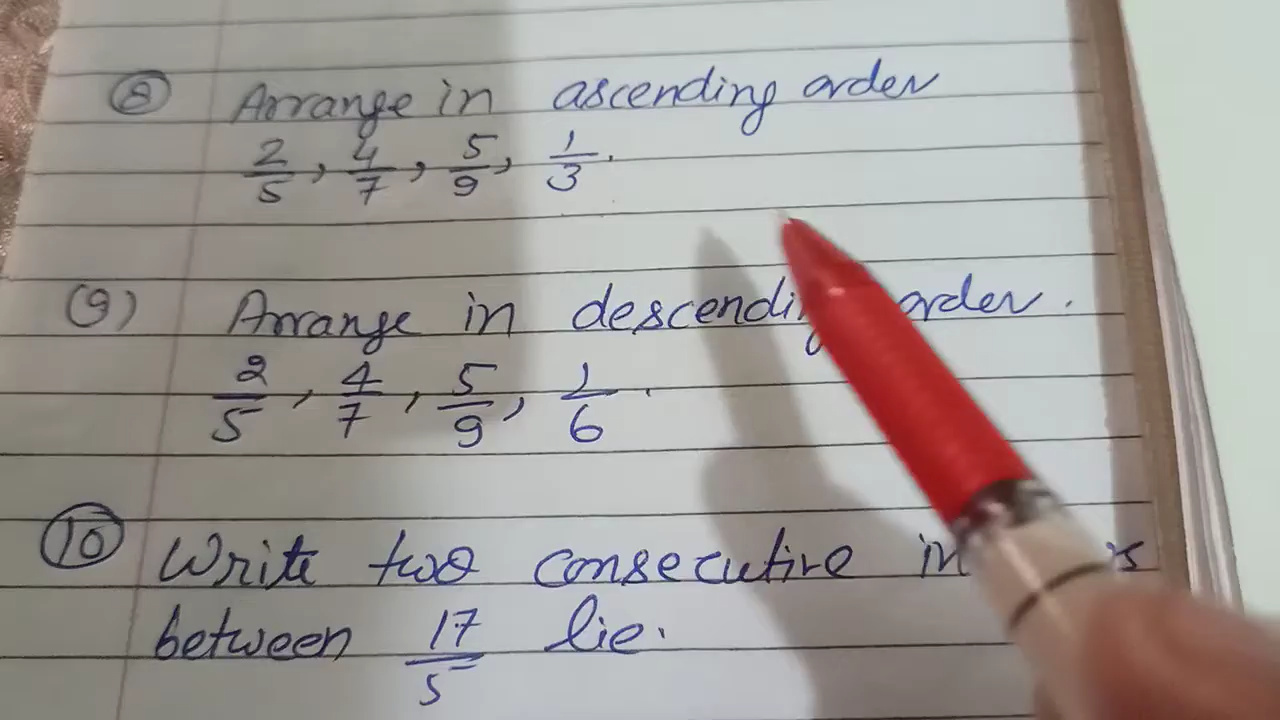 (8) Arrange in ascending order
2/5, 4/7, 5/9, 1/3.
(9) Arrange in descending order.
2/5, 4/7, 5/9, 1/6.
(10) Write two consecutive
between 17/5 lie.